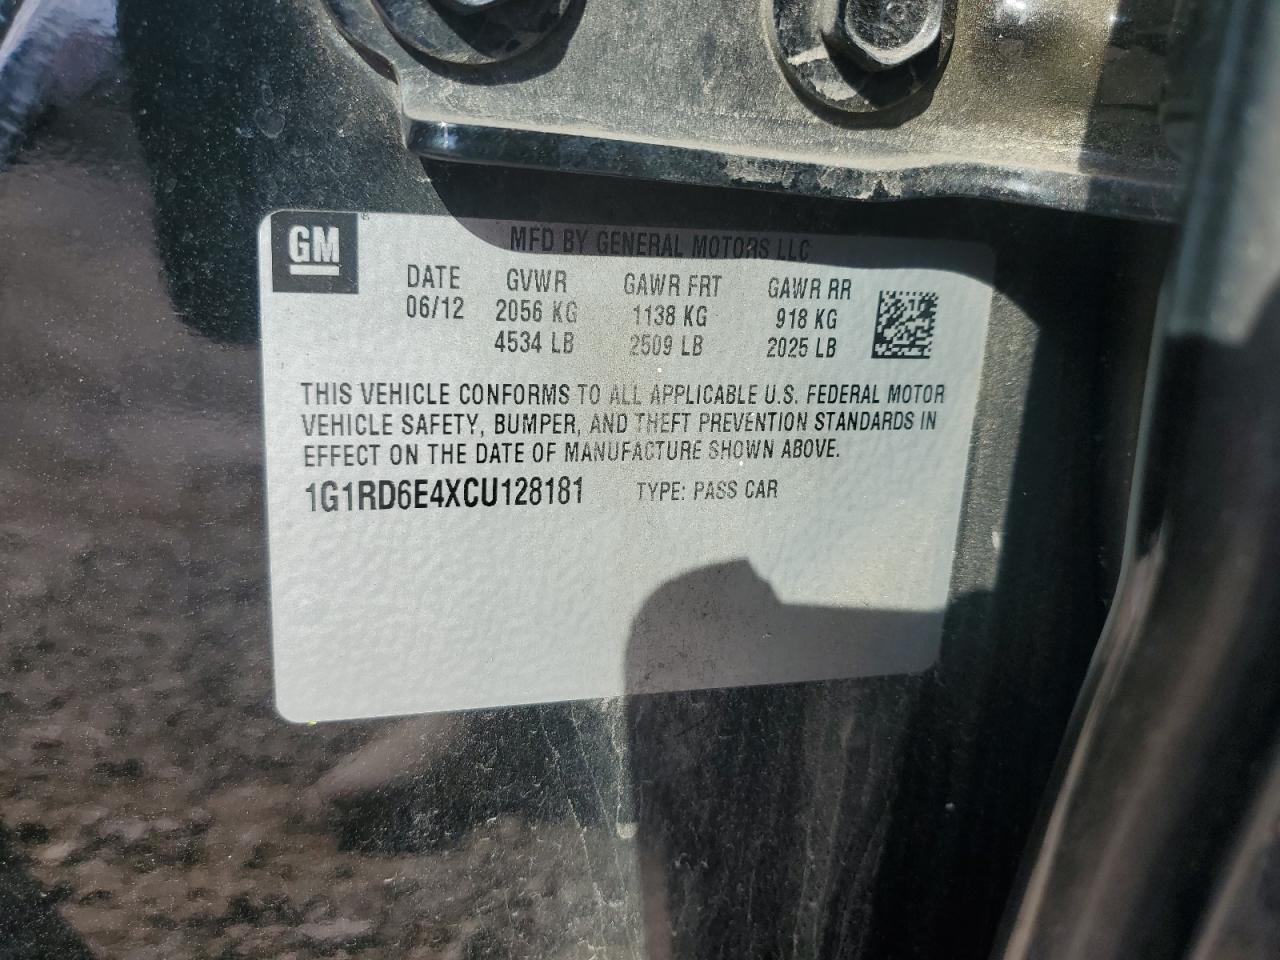 GM
MFD BY GENERAL MOTORS LLC
DATE GVWR GAWR FRT GAWR RR
06/12 2056 KG 1138 KG 918 KG
4534 LB 2509 LB 2025 LB
THIS VEHICLE CONFORMS TO ALL APPLICABLE U.S. FEDERAL MOTOR
VEHICLE SAFETY, BUMPER, AND THEFT PREVENTION STANDARDS IN
EFFECT ON THE DATE OF MANUFACTURE SHOWN ABOVE.
1G1RD6E4XCU128181 TYPE: PASS CAR